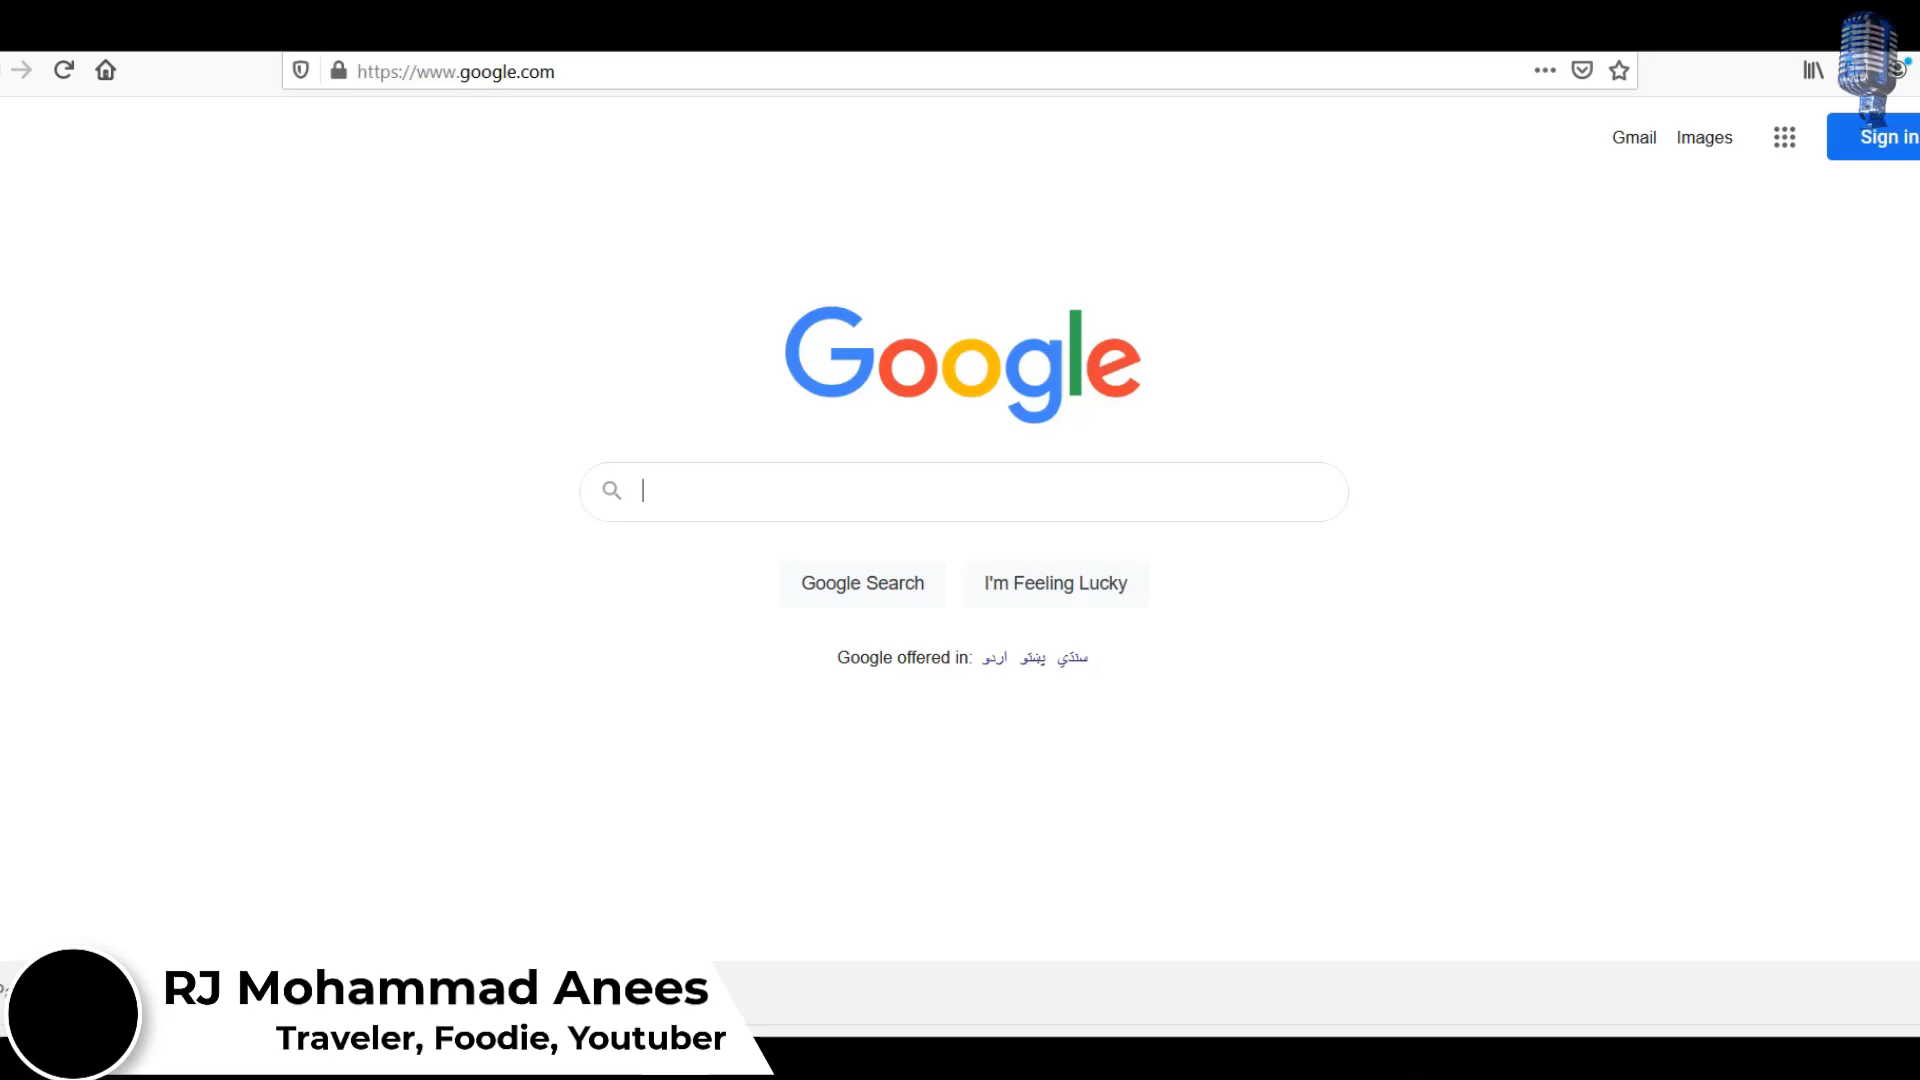 https://www.google.com
Gmail Images
Sign in
Google
Google Search I'm Feeling Lucky
Google offered in: اردو پښتو سنڌي
RJ Mohammad Anees
Traveler, Foodie, Youtuber